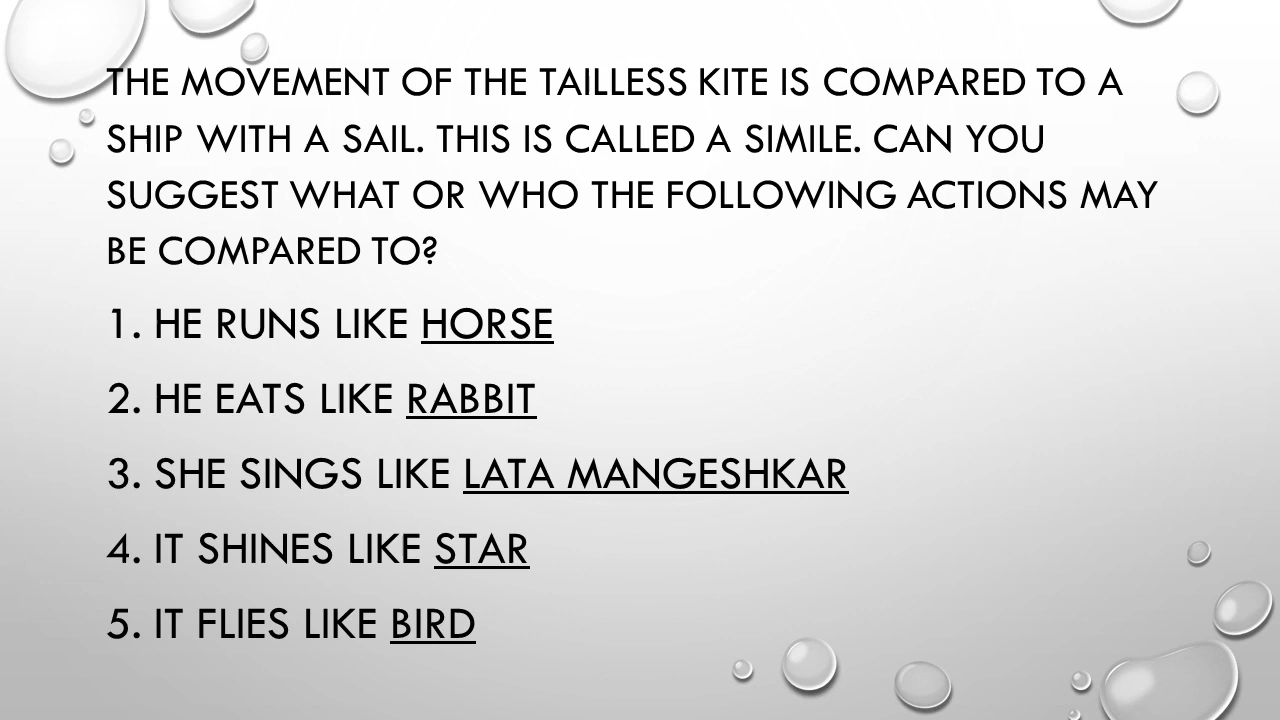 THE MOVEMENT OF THE TAILLESS KITE IS COMPARED TO A
SHIP WITH A SAIL. THIS IS CALLED A SIMILE. CAN YOU
SUGGEST WHAT OR WHO THE FOLLOWING ACTIONS MAY
BE COMPARED TO?
1. HE RUNS LIKE HORSE
2. HE EATS LIKE RABBIT
3. SHE SINGS LIKE LATA MANGESHKAR
4. IT SHINES LIKE STAR
5. IT FLIES LIKE BIRD